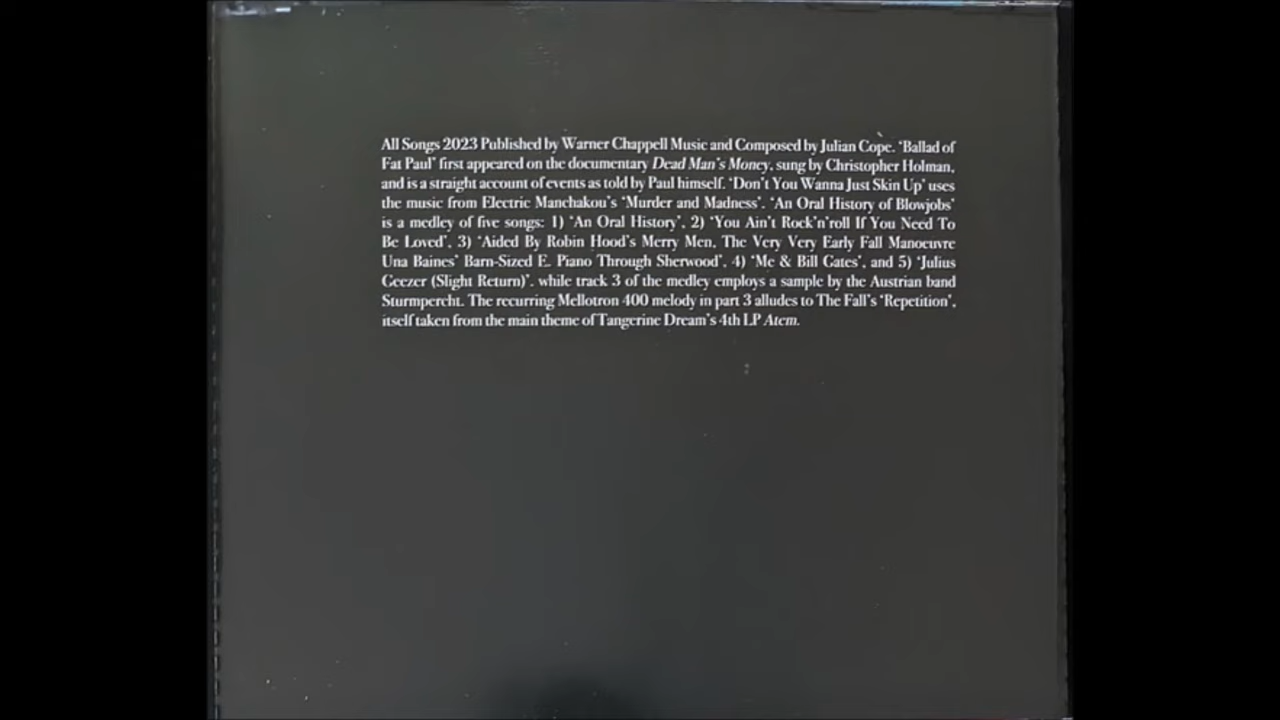 All Songs 2023 Published by Warner Chappell Music and Composed by Julian Cope. 'Ballad of
Fat Paul' first appeared on the documentary Dead Man's Money, sung by Christopher Holman,
and is a straight account of events as told by Paul himself. 'Don't You Wanna Just Skin Up' uses
the music from Electric Manchakou's 'Murder and Madness'. 'An Oral History of Blowjobs'
is a medley of five songs: 1) 'An Oral History', 2) 'You Ain't Rock'n'roll If You Need To
Be Loved', 3) 'Aided By Robin Hood's Merry Men, The Very Very Early Fall Manoeuvre
Una Baines' Barn-Sized E. Piano Through Sherwood', 4) 'Me & Bill Gates', and 5) 'Julius
Geezer (Slight Return)'. while track 3 of the medley employs a sample by the Austrian band
Sturmpercht. The recurring Mellotron 400 melody in part 3 alludes to The Fall's 'Repetition',
itself taken from the main theme of Tangerine Dream's 4th LP Atem.